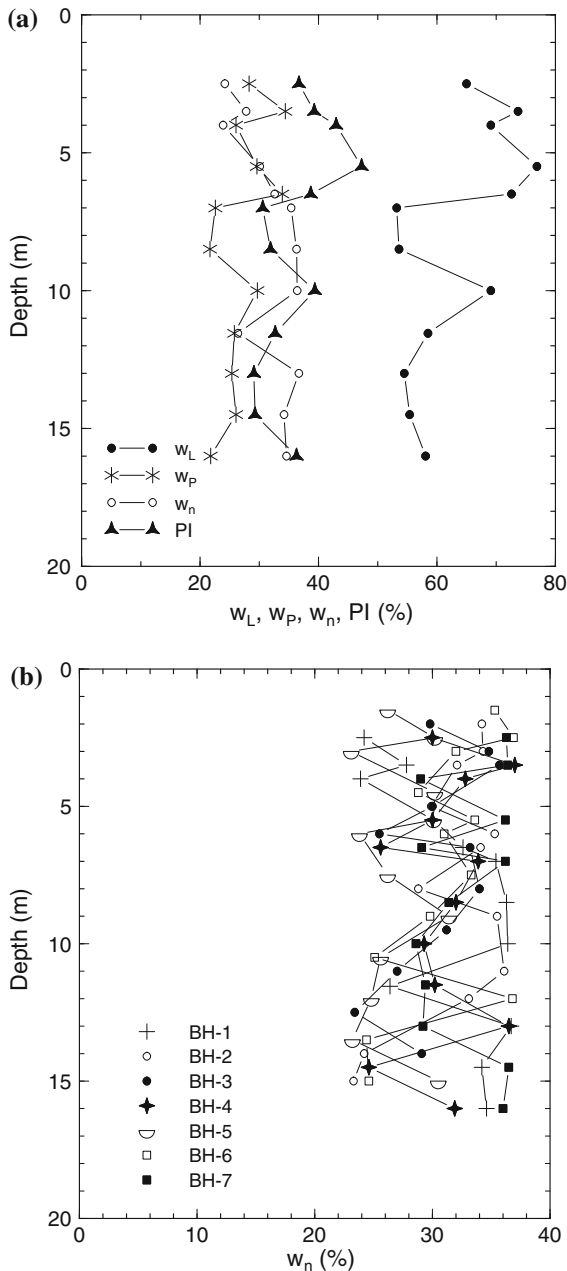 (a)
0
5
10
15
20
Depth (m)
w_L
w_P
w_n
PI
0 20 40 60 80
w_L, w_P, w_n, PI (%)
(b)
0
5
10
15
20
Depth (m)
BH-1
BH-2
BH-3
BH-4
BH-5
BH-6
BH-7
0 10 20 30 40
w_n (%)